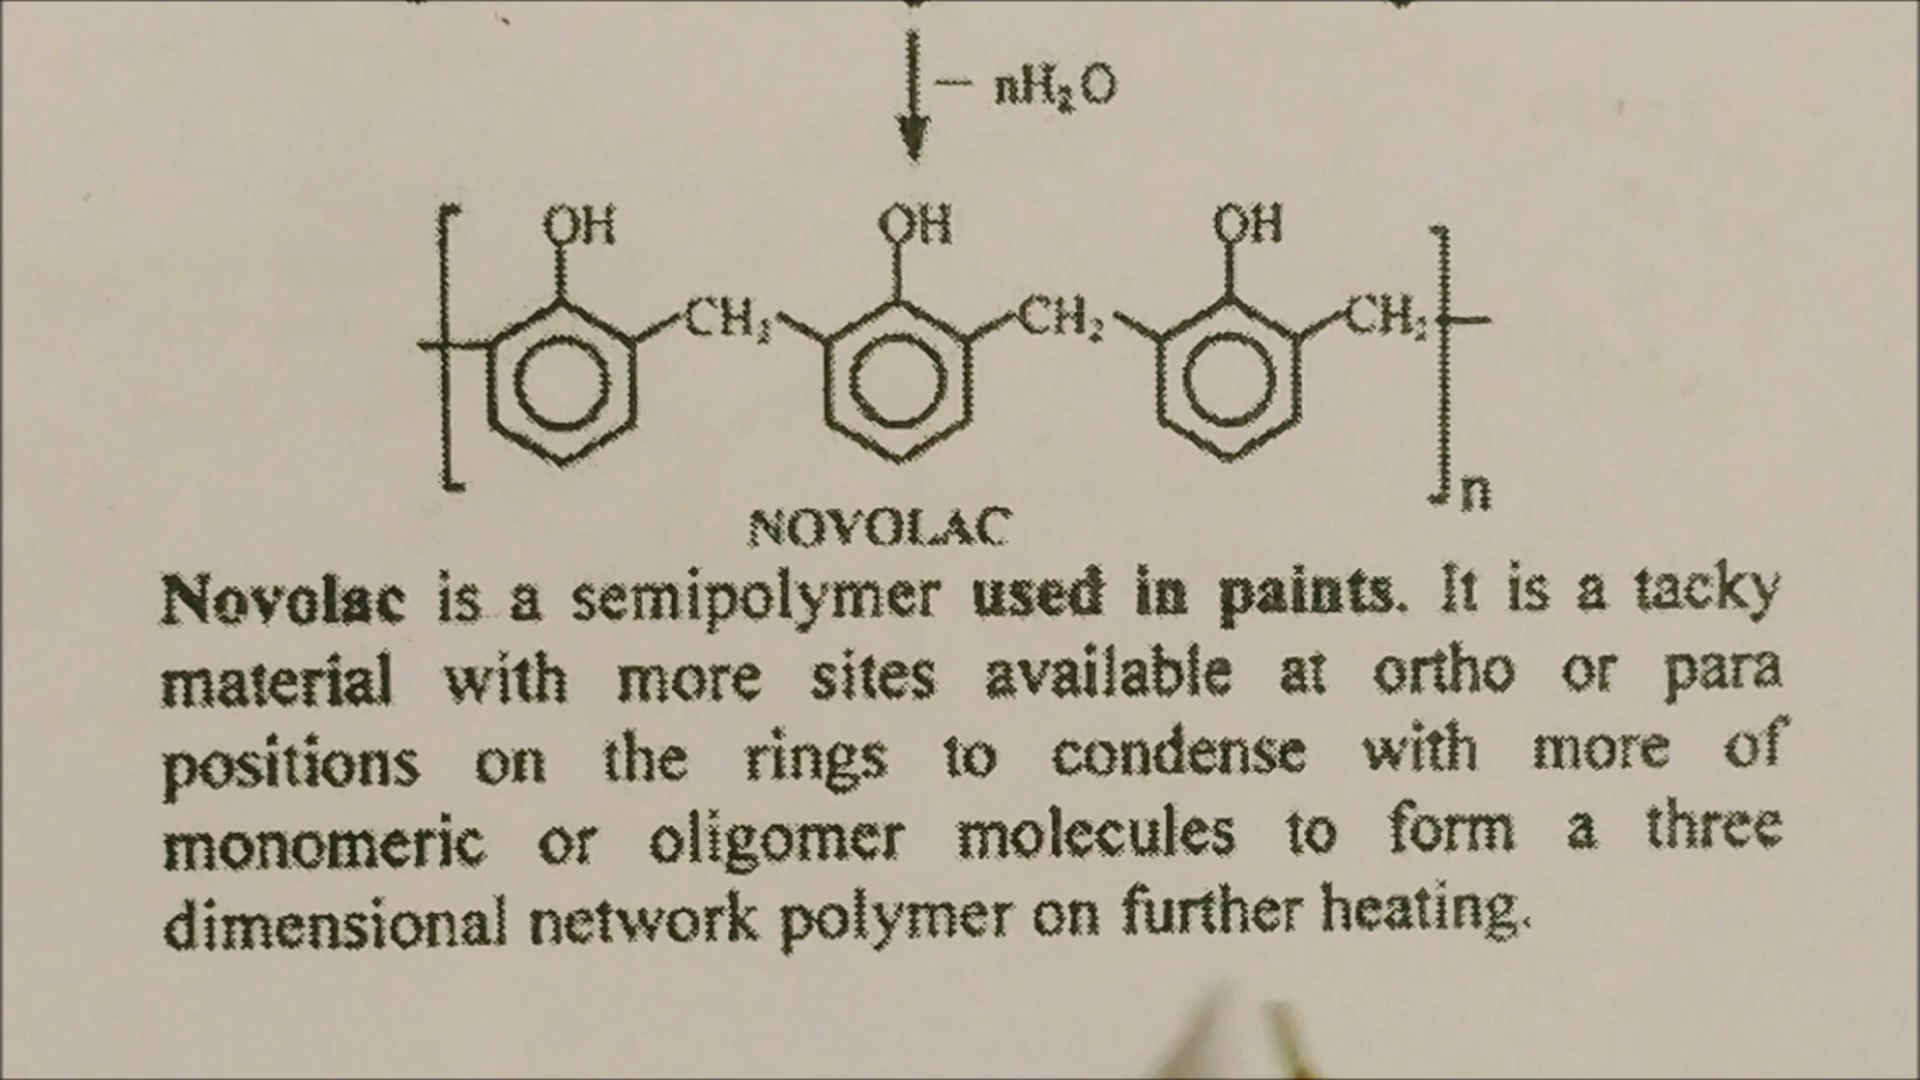 − nH₂O
OH OH OH
CH₂ CH₂ CH₂
n
NOVOLAC
Novolac is a semipolymer used in paints. It is a tacky
material with more sites available at ortho or para
positions on the rings to condense with more of
monomeric or oligomer molecules to form a three
dimensional network polymer on further heating.